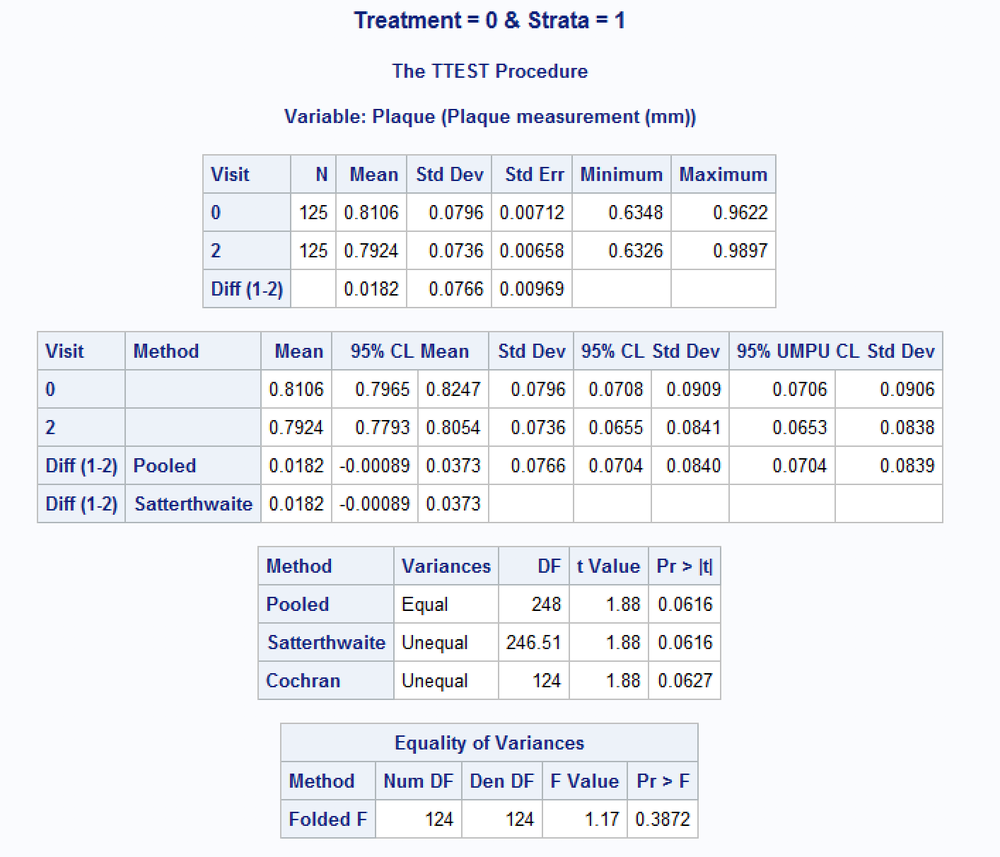 Treatment = 0 & Strata = 1
The TTEST Procedure
Variable: Plaque (Plaque measurement (mm))
Visit N Mean Std Dev Std Err Minimum Maximum
0 125 0.8106 0.0796 0.00712 0.6348 0.9622
2 125 0.7924 0.0736 0.00658 0.6326 0.9897
Diff (1-2) 0.0182 0.0766 0.00969
Visit Method Mean 95% CL Mean Std Dev 95% CL Std Dev 95% UMPU CL Std Dev
0 0.8106 0.7965 0.8247 0.0796 0.0708 0.0909 0.0706 0.0906
2 0.7924 0.7793 0.8054 0.0736 0.0655 0.0841 0.0653 0.0838
Diff (1-2) Pooled 0.0182 -0.00089 0.0373 0.0766 0.0704 0.0840 0.0704 0.0839
Diff (1-2) Satterthwaite 0.0182 -0.00089 0.0373
Method Variances DF t Value Pr > |t|
Pooled Equal 248 1.88 0.0616
Satterthwaite Unequal 246.51 1.88 0.0616
Cochran Unequal 124 1.88 0.0627
Equality of Variances
Method Num DF Den DF F Value Pr > F
Folded F 124 124 1.17 0.3872